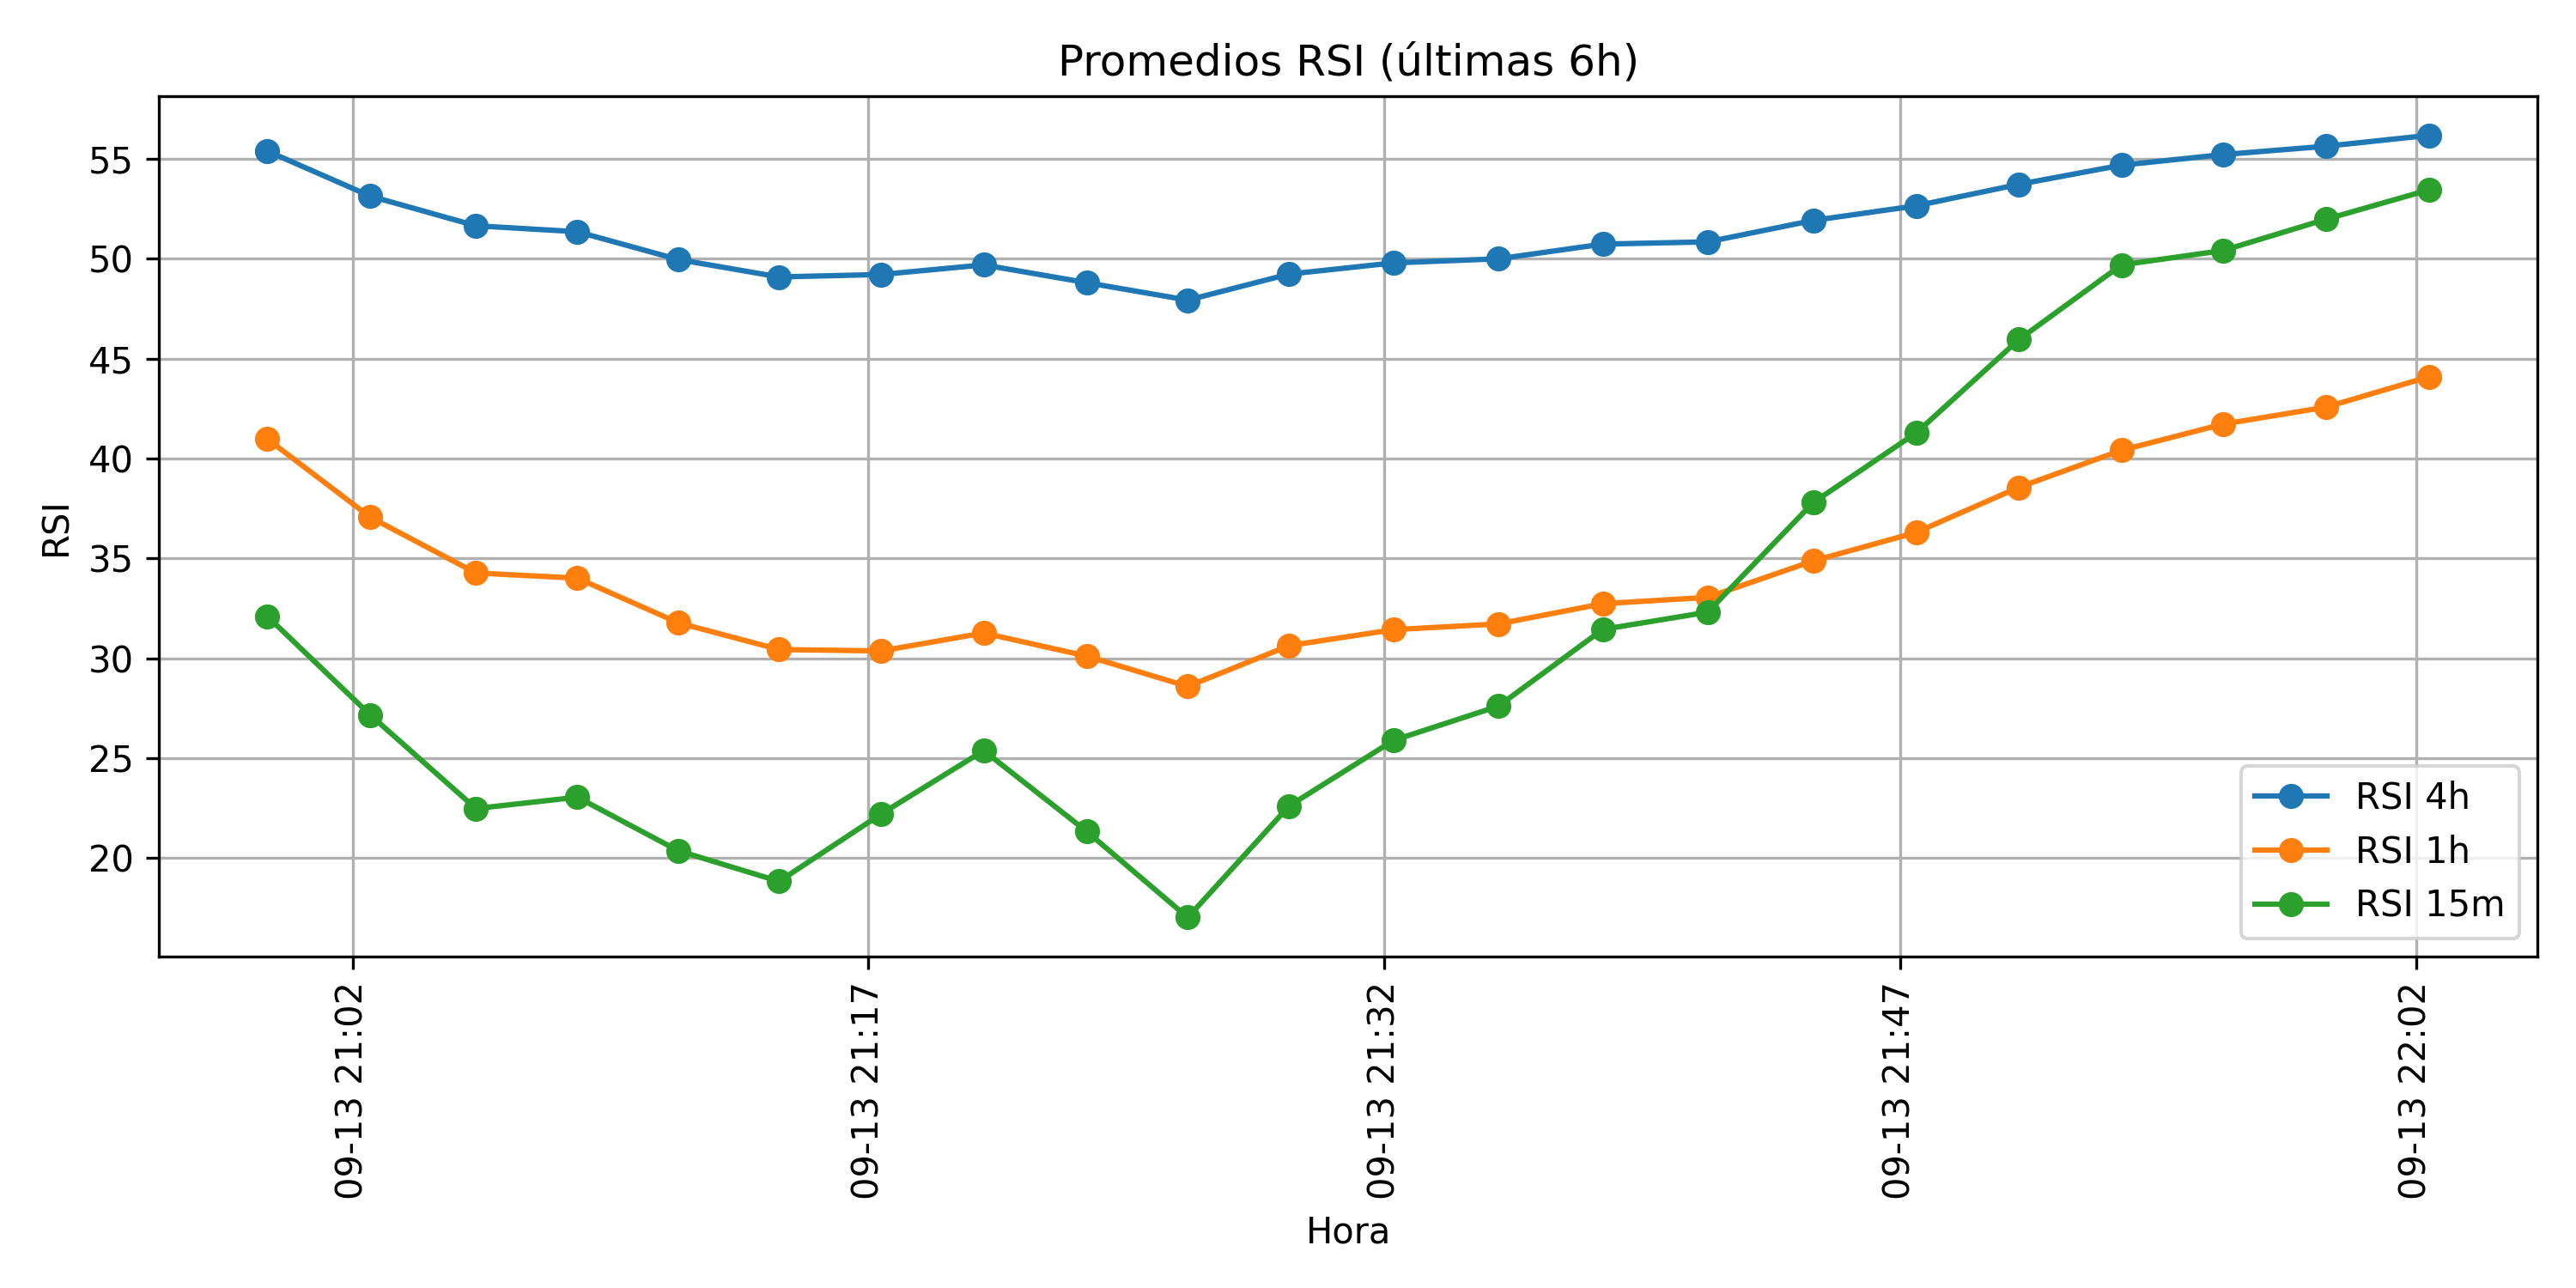 Promedios RSI (últimas 6h)
55
50
45
40
35
30
25
20
RSI
RSI 4h
RSI 1h
RSI 15m
09-13 21:02
09-13 21:17
09-13 21:32
09-13 21:47
09-13 22:02
Hora